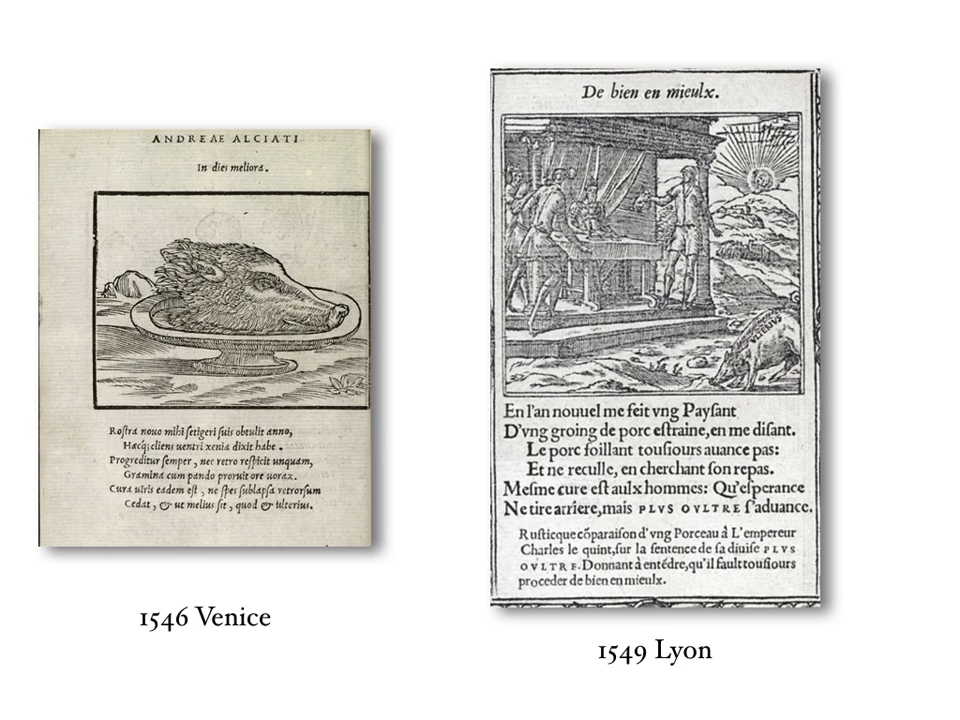 ANDREAE ALCIATI
In dies meliora.
Rostra nouo mihi setigeri suis obtulit anno,
Haecq; cliens uentri xenia dixit habe.
Progreditur semper, nec retro respicit unquam,
Gramina cum pando proruit ore uorax.
Cura uiris eadem est, ne spes sublapsa retrorsum
Cedat, & ut melius sit, quod & ulterius.
1546 Venice
De bien en mieulx.
VLTERIVS
En l'an nouuel me feit vng Paysant
D'vng groing de porc estraine, en me disant.
Le porc foillant tousiours auance pas:
Et ne reculle, en cherchant son repas.
Mesme cure est aulx hommes: Qu'esperance
Ne tire arriere, mais PLVS OVLTRE s'aduance.
Rusticque cõparaison d'vng Porceau à L'empereur
Charles le quint, sur la sentence de sa diuise PLVS
OVLTRE. Donnant à entédre, qu'il fault tousiours
proceder de bien en mieulx.
1549 Lyon